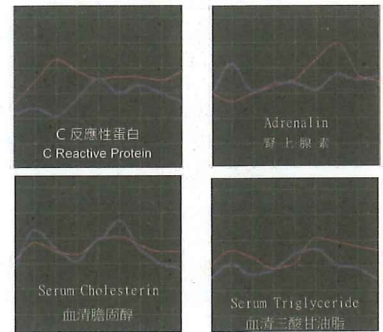 C 反應性蛋白
C Reactive Protein
Adrenalin
腎上腺素
Serum Cholesterin
血清膽固醇
Serum Triglyceride
血清三酸甘油脂